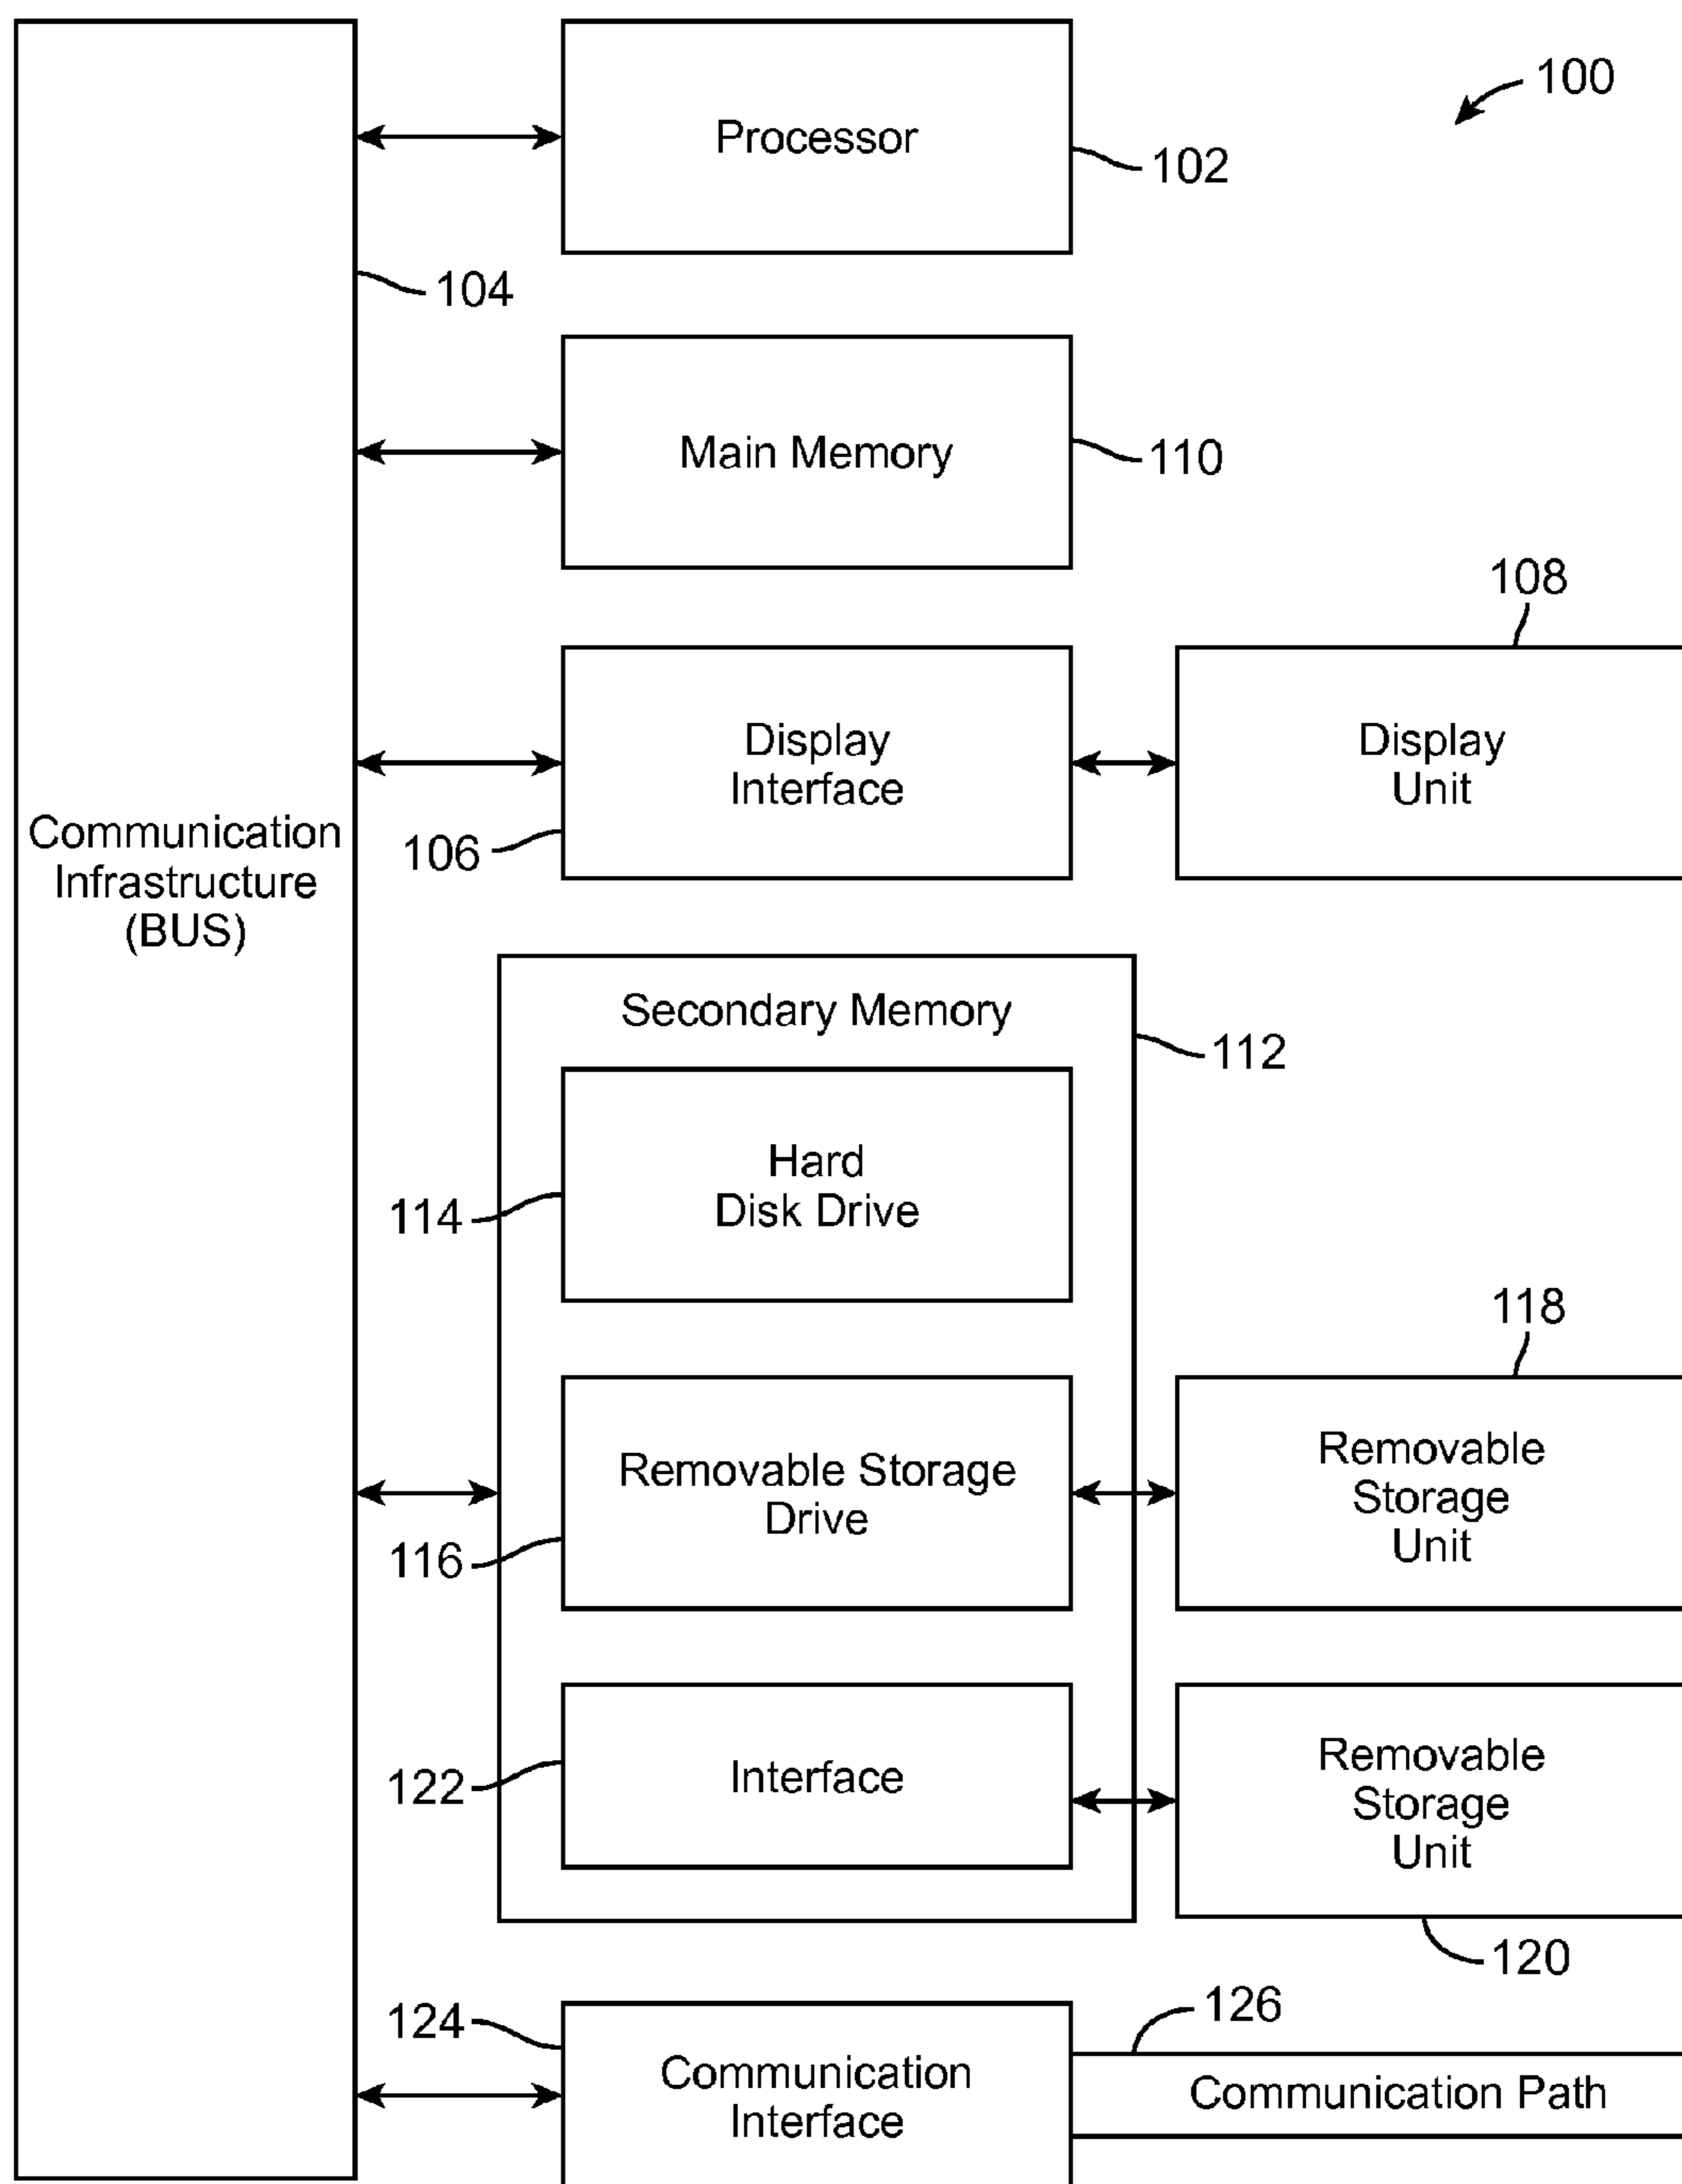 100
Processor
102
104
Main Memory
110
108
Display
Interface
106
Display
Unit
Communication
Infrastructure
(BUS)
Secondary Memory
112
Hard
Disk Drive
114
118
Removable Storage
Drive
116
Removable
Storage
Unit
Interface
122
Removable
Storage
Unit
120
124
126
Communication
Interface
Communication Path